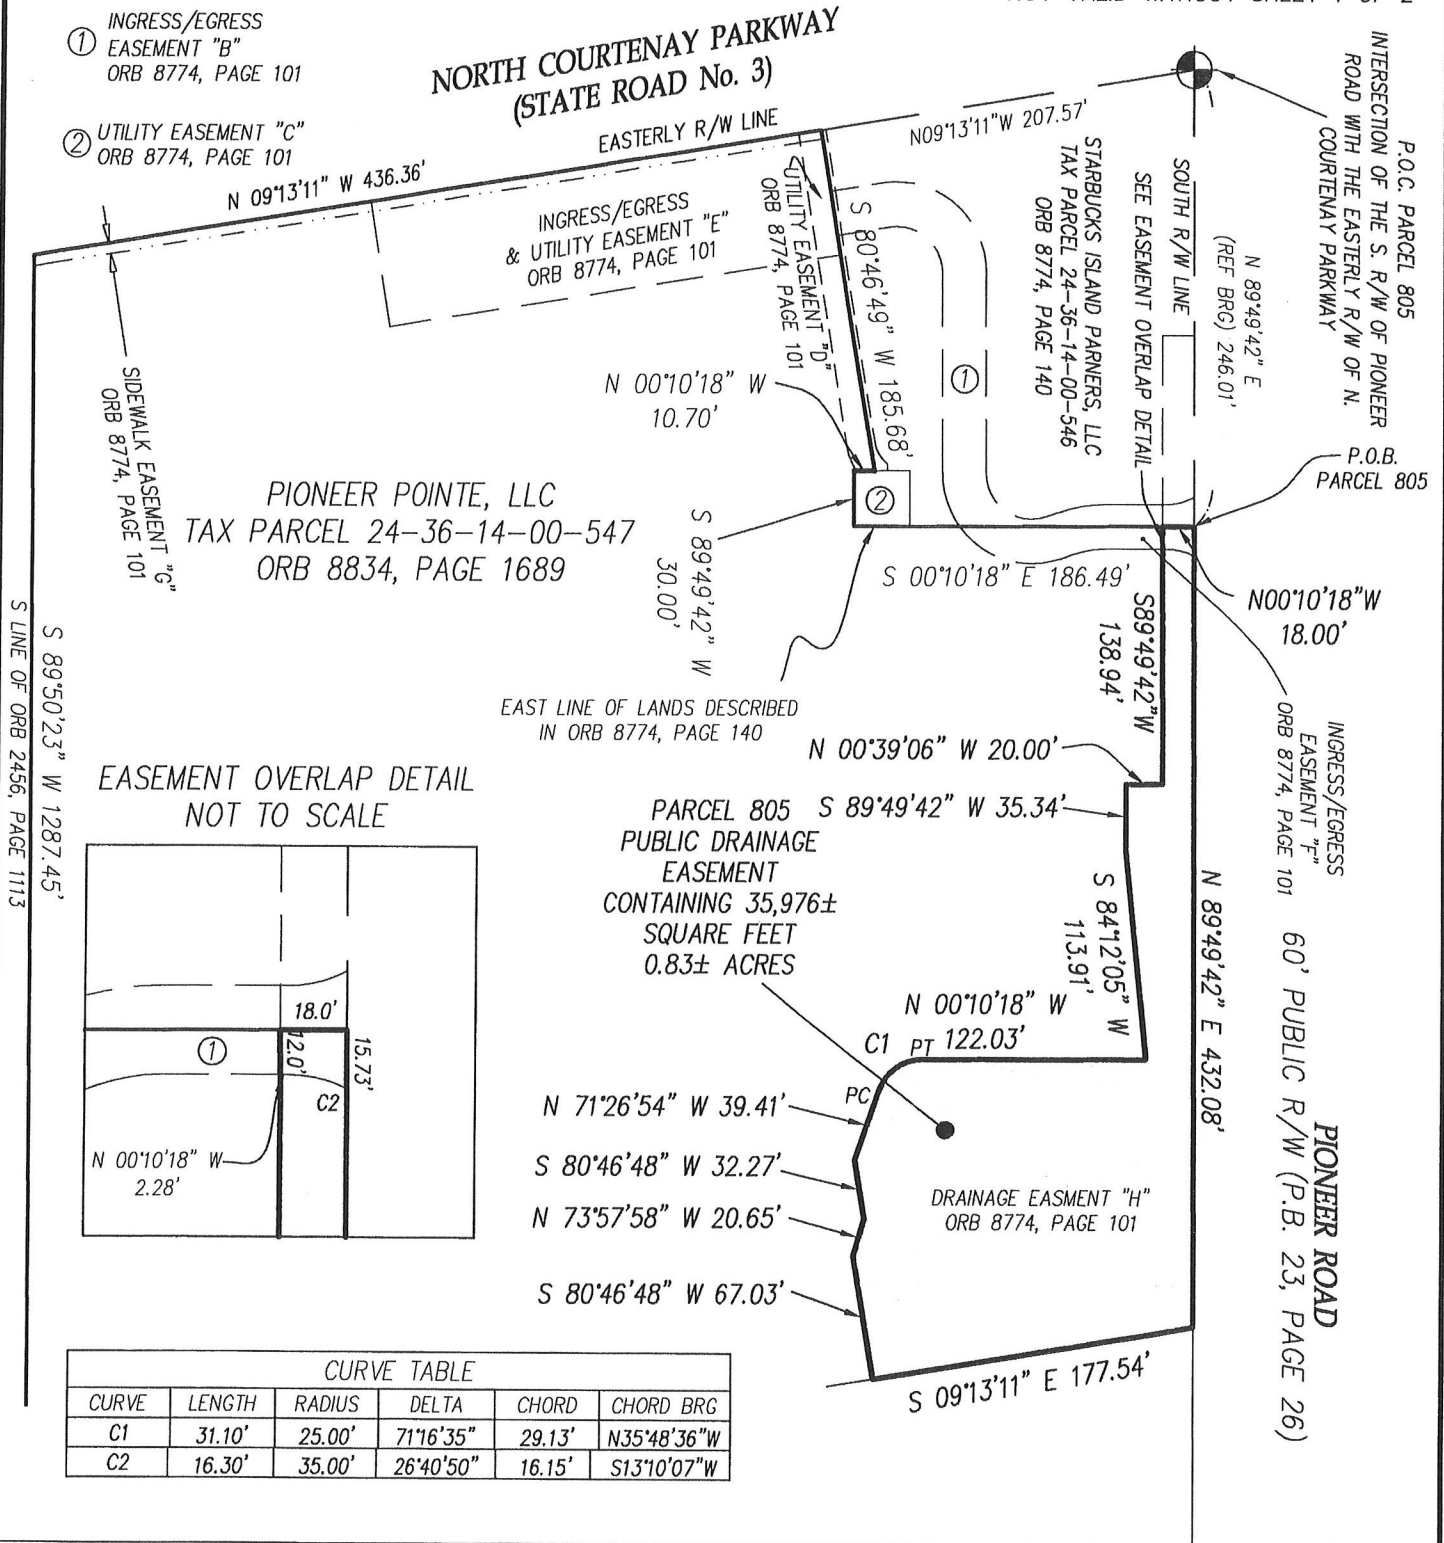 INGRESS/EGRESS
① EASEMENT "B"
ORB 8774, PAGE 101
② UTILITY EASEMENT "C"
ORB 8774, PAGE 101
NORTH COURTENAY PARKWAY
(STATE ROAD No. 3)
EASTERLY R/W LINE
N 09°13'11" W 436.36'
N09°13'11"W 207.57'
P.O.C. PARCEL 805
INTERSECTION OF THE S. R/W OF PIONEER
ROAD WITH THE EASTERLY R/W OF N.
COURTENAY PARKWAY
SOUTH R/W LINE
SEE EASEMENT OVERLAP DETAIL
N 89°49'42" E
(REF BRG) 246.01'
STARBUCKS ISLAND PARNERS, LLC
TAX PARCEL 24-36-14-00-546
ORB 8774, PAGE 140
INGRESS/EGRESS
& UTILITY EASEMENT "E"
ORB 8774, PAGE 101
UTILITY EASEMENT "D"
ORB 8774, PAGE 101
S 80°46'49" W 185.68'
①
N 00°10'18" W
10.70'
②
SIDEWALK EASEMENT "G"
ORB 8774, PAGE 101
PIONEER POINTE, LLC
TAX PARCEL 24-36-14-00-547
ORB 8834, PAGE 1689
P.O.B.
PARCEL 805
S 89°49'42" W
30.00'
S 00°10'18" E 186.49'
N00°10'18"W
18.00'
S89°49'42"W
138.94'
EAST LINE OF LANDS DESCRIBED
IN ORB 8774, PAGE 140
S 89°50'23" W 1287.45'
S LINE OF ORB 2456, PAGE 1113
N 00°39'06" W 20.00'
S 89°49'42" W 35.34'
INGRESS/EGRESS
EASEMENT "F"
ORB 8774, PAGE 101
EASEMENT OVERLAP DETAIL
NOT TO SCALE
18.0'
12.0'
15.73'
①
C2
N 00°10'18" W
2.28'
PARCEL 805
PUBLIC DRAINAGE
EASEMENT
CONTAINING 35,976±
SQUARE FEET
0.83± ACRES
S 84°12'05" W
113.91'
N 89°49'42" E 432.08'
N 00°10'18" W
122.03'
C1
PT
PC
N 71°26'54" W 39.41'
S 80°46'48" W 32.27'
N 73°57'58" W 20.65'
S 80°46'48" W 67.03'
DRAINAGE EASMENT "H"
ORB 8774, PAGE 101
PIONEER ROAD
60' PUBLIC R/W (P.B. 23, PAGE 26)
S 09°13'11" E 177.54'
CURVE TABLE
CURVE LENGTH RADIUS DELTA CHORD CHORD BRG
C1 31.10' 25.00' 71°16'35" 29.13' N35°48'36"W
C2 16.30' 35.00' 26°40'50" 16.15' S13°10'07"W